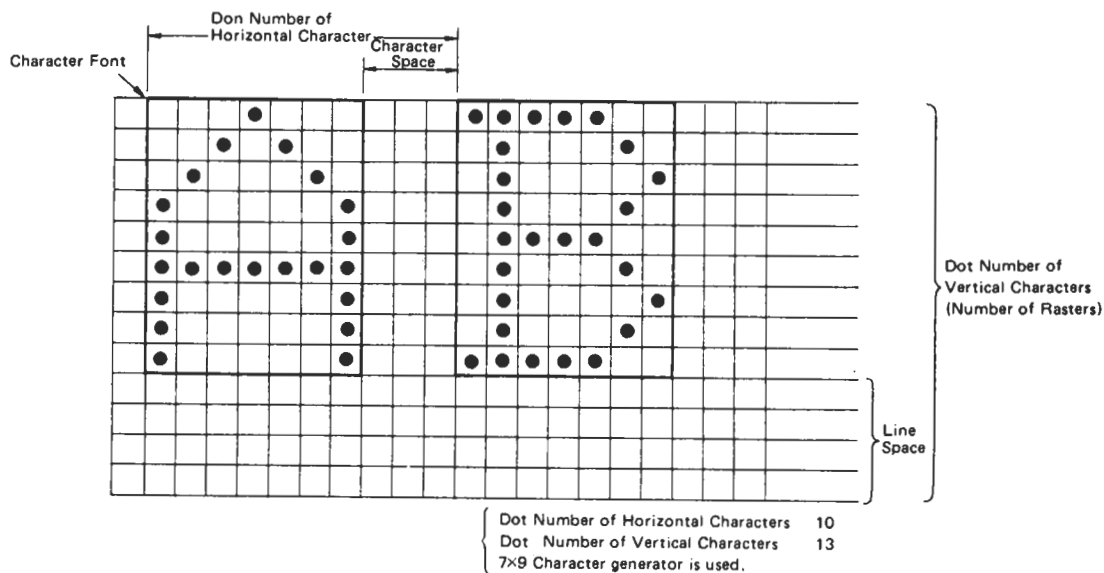 Don Number of
Horizontal Character
Character
Space
Character Font
Dot Number of
Vertical Characters
(Number of Rasters)
Line
Space
Dot Number of Horizontal Characters 10
Dot Number of Vertical Characters 13
7×9 Character generator is used.